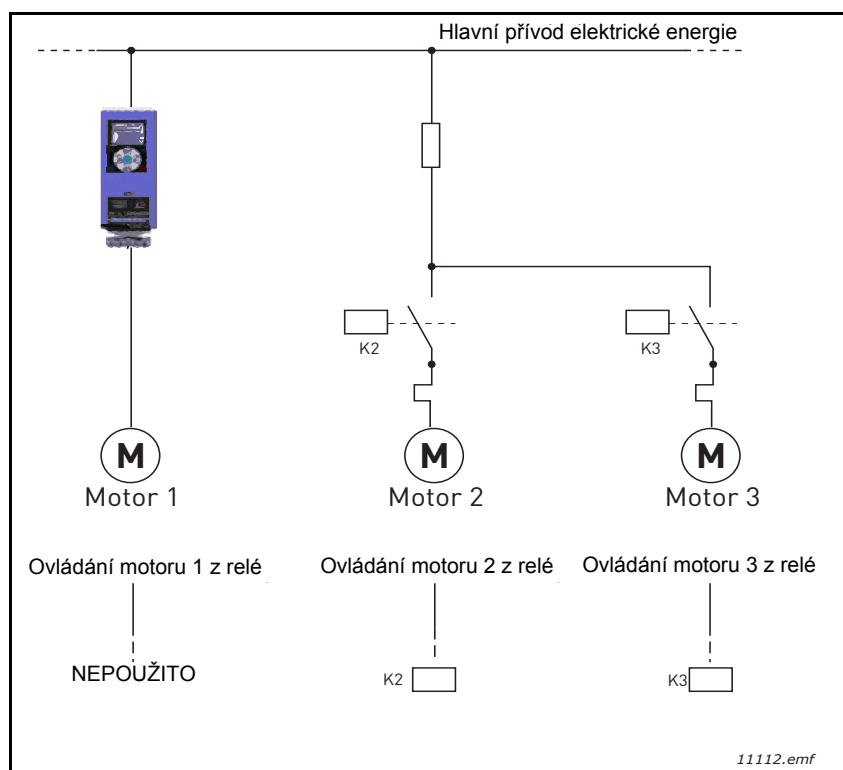 Hlavní přívod elektrické energie
K2
K3
M
M
M
Motor 1
Motor 2
Motor 3
Ovládání motoru 1 z relé
Ovládání motoru 2 z relé
Ovládání motoru 3 z relé
NEPOUŽITO
K2
K3
11112.emf